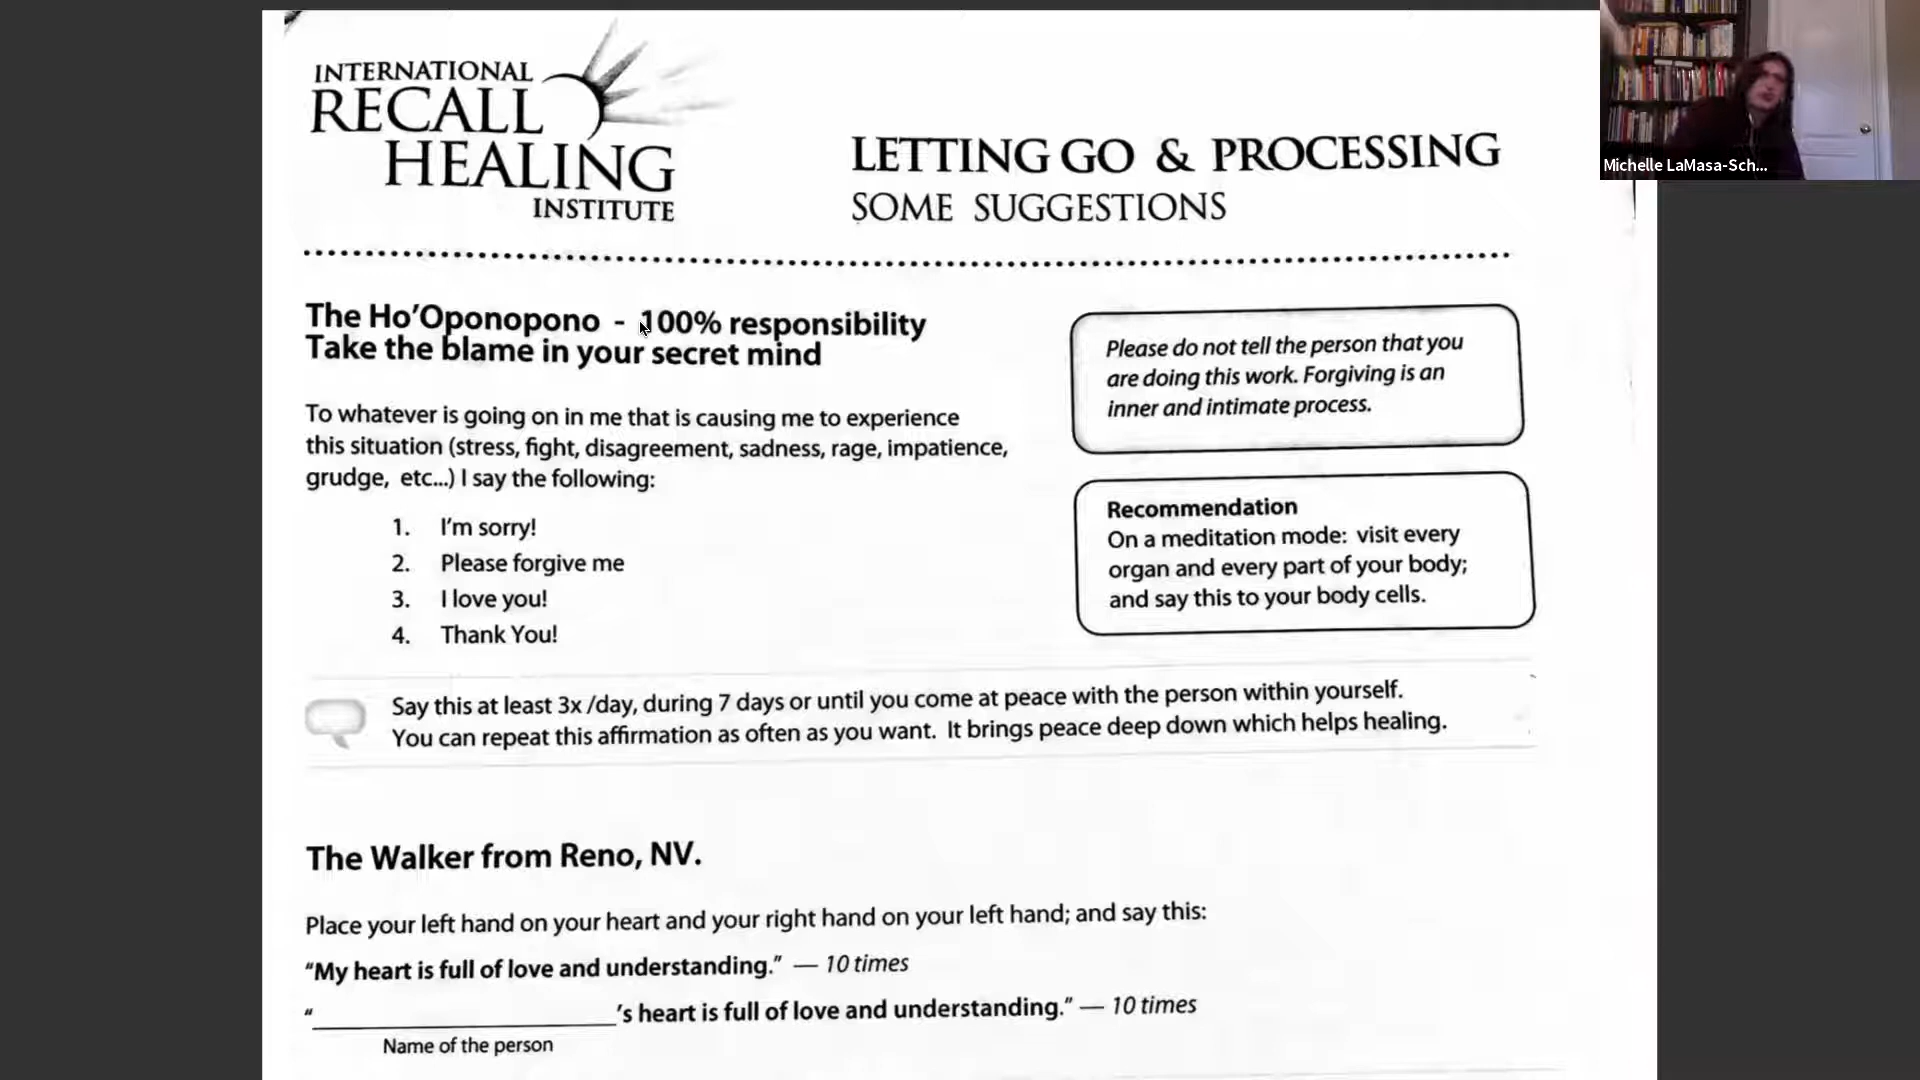 INTERNATIONAL
RECALL
HEALING
INSTITUTE
LETTING GO & PROCESSING
SOME SUGGESTIONS
Michelle LaMasa-Sch...
The Ho'Oponopono - 100% responsibility
Take the blame in your secret mind
To whatever is going on in me that is causing me to experience
this situation (stress, fight, disagreement, sadness, rage, impatience,
grudge, etc...) I say the following:
1. I'm sorry!
2. Please forgive me
3. I love you!
4. Thank You!
Please do not tell the person that you
are doing this work. Forgiving is an
inner and intimate process.
Recommendation
On a meditation mode: visit every
organ and every part of your body;
and say this to your body cells.
Say this at least 3x /day, during 7 days or until you come at peace with the person within yourself.
You can repeat this affirmation as often as you want. It brings peace deep down which helps healing.
The Walker from Reno, NV.
Place your left hand on your heart and your right hand on your left hand; and say this:
"My heart is full of love and understanding." — 10 times
"____________________'s heart is full of love and understanding." — 10 times
Name of the person